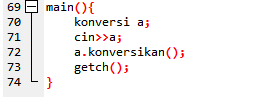 69 main(){
70 konversi a;
71 cin>>a;
72 a.konversikan();
73 getch();
74 }